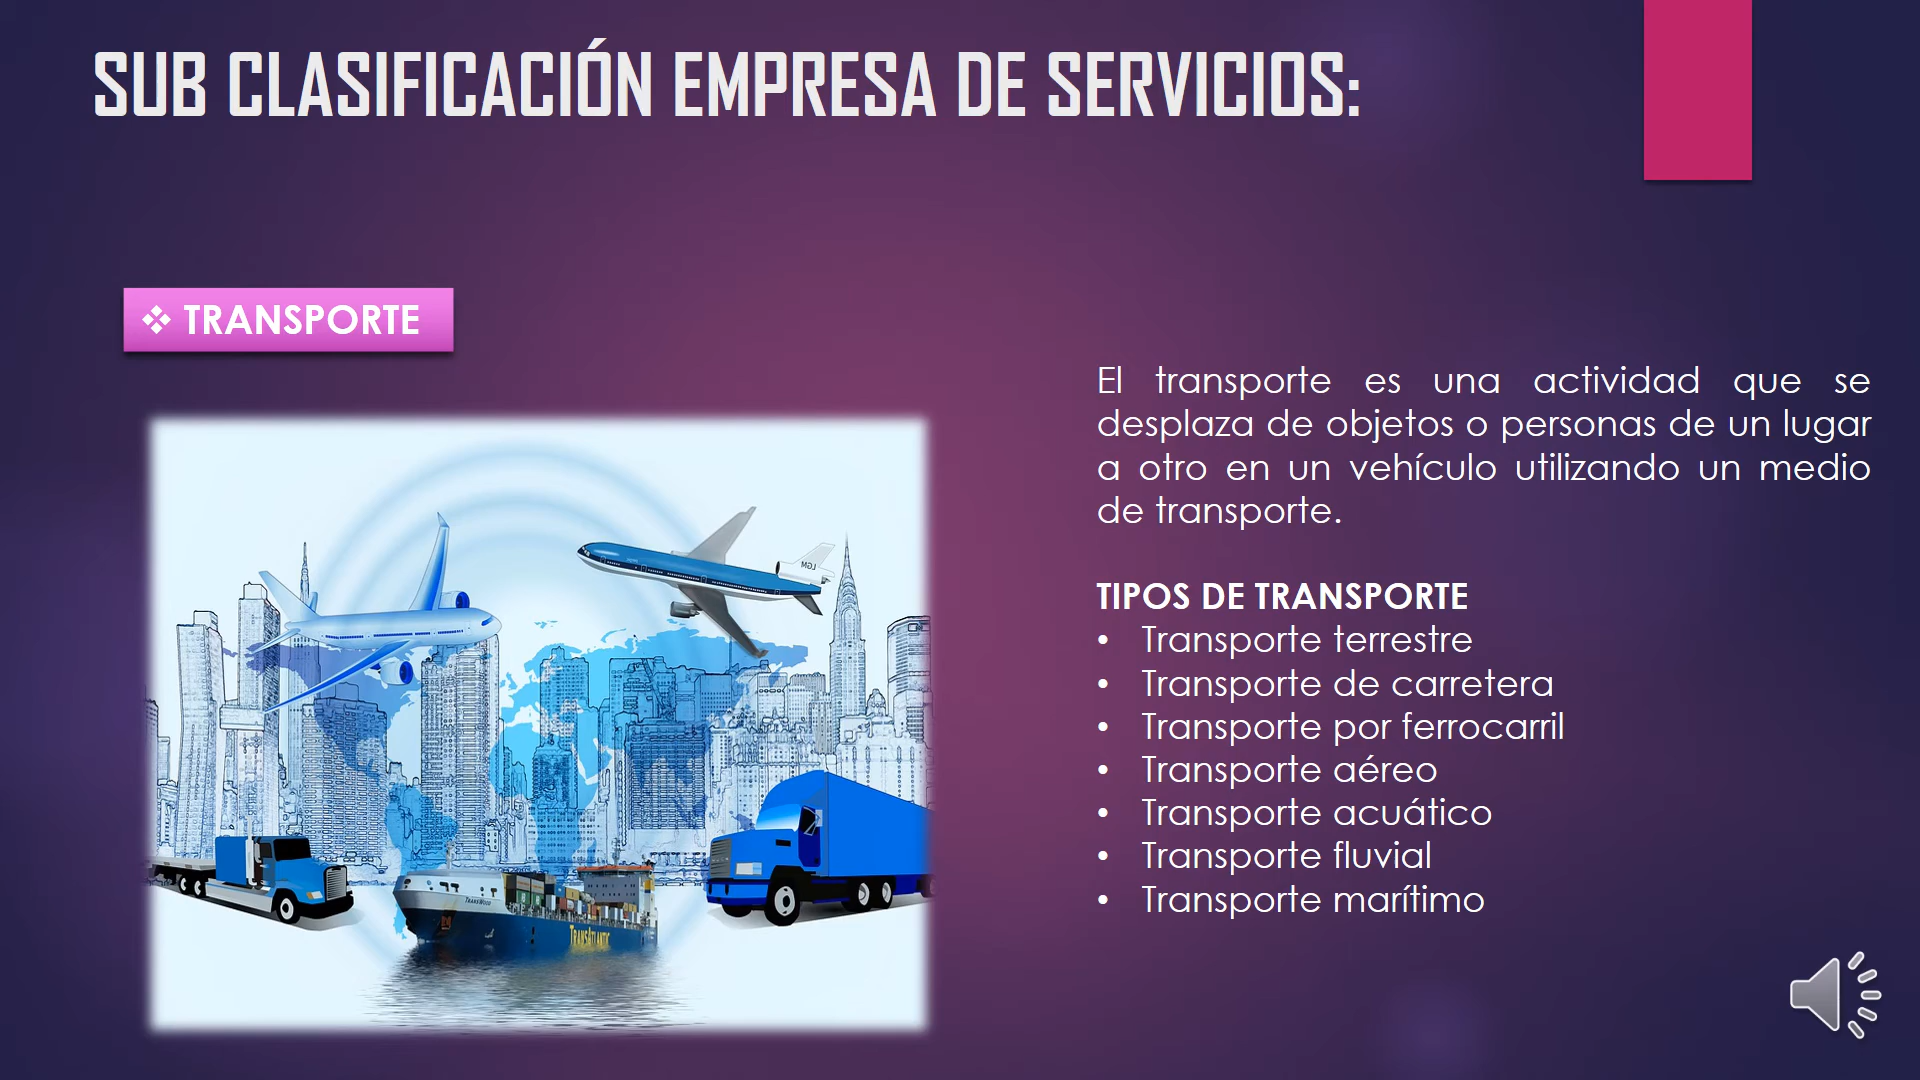 SUB CLASIFICACIÓN EMPRESA DE SERVICIOS:
❖ TRANSPORTE
El transporte es una actividad que se
desplaza de objetos o personas de un lugar
a otro en un vehículo utilizando un medio
de transporte.
TIPOS DE TRANSPORTE
• Transporte terrestre
• Transporte de carretera
• Transporte por ferrocarril
• Transporte aéreo
• Transporte acuático
• Transporte fluvial
• Transporte marítimo
TRANSWOOD
TRANSATLANTIC